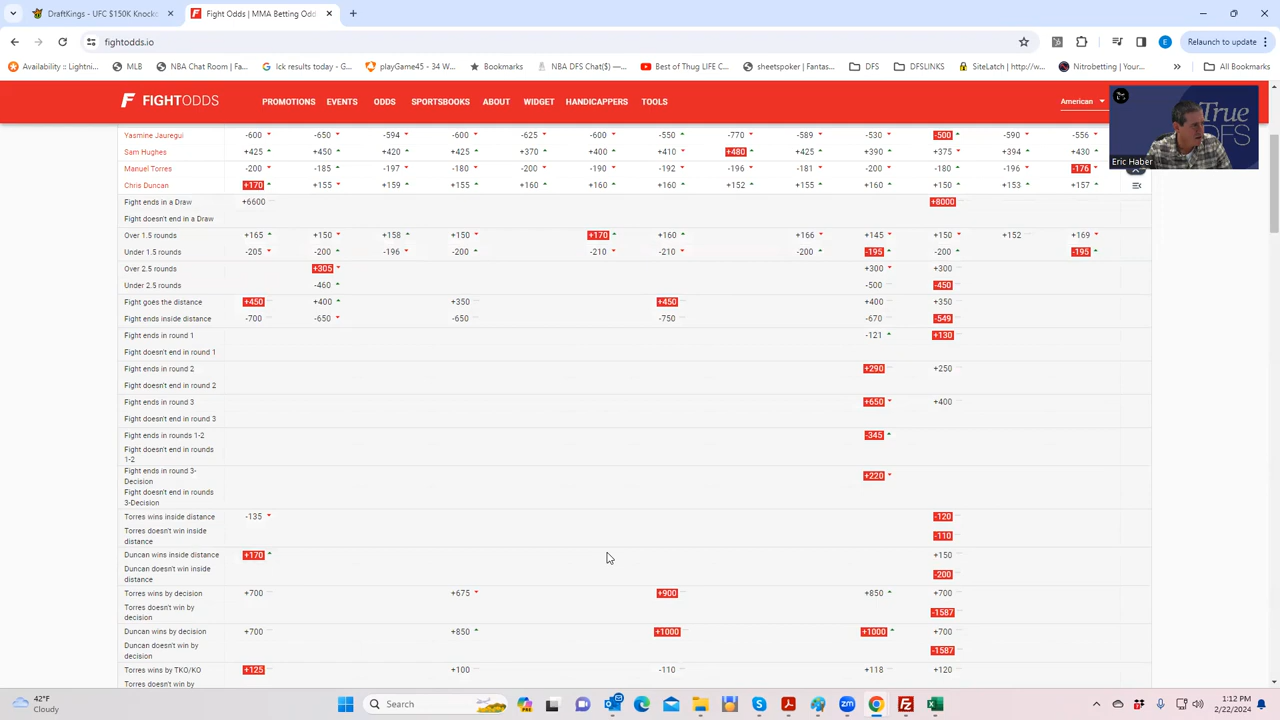 DraftKings - UFC $150K Knocko
Fight Odds | MMA Betting Odd
fightodds.io
Relaunch to update
Availability :: Lightni...
MLB
NBA Chat Room | Fa...
Ick results today - G...
playGame45 - 34 W...
Bookmarks
NBA DFS Chat($) —...
Best of Thug LIFE C...
sheetspoker | Fantas...
DFS
DFSLINKS
SiteLatch | http://w...
Nitrobetting | Your...
All Bookmarks
FIGHTODDS
PROMOTIONS EVENTS ODDS SPORTSBOOKS ABOUT WIDGET HANDICAPPERS TOOLS
American
True
DFS
Eric Haber
Yasmine Jauregui -600 -650 -594 -600 -625 -600 -550 -770 -589 -530 -500 -590 -556
Sam Hughes +425 +450 +420 +425 +370 +400 +410 +480 +425 +390 +375 +394 +430
Manuel Torres -200 -185 -197 -180 -200 -190 -192 -196 -181 -200 -180 -196 -176
Chris Duncan +170 +155 +159 +155 +160 +160 +160 +152 +155 +160 +150 +153 +157
Fight ends in a Draw +6600 +8000
Fight doesn't end in a Draw
Over 1.5 rounds +165 +150 +158 +150 +170 +160 +166 +145 +150 +152 +169
Under 1.5 rounds -205 -200 -196 -200 -210 -210 -200 -195 -200 -195
Over 2.5 rounds +305 +300 +300
Under 2.5 rounds -460 -500 -450
Fight goes the distance +450 +400 +350 +450 +400 +350
Fight ends inside distance -700 -650 -650 -750 -670 -549
Fight ends in round 1 -121 +130
Fight doesn't end in round 1
Fight ends in round 2 +290 +250
Fight doesn't end in round 2
Fight ends in round 3 +650 +400
Fight doesn't end in round 3
Fight ends in rounds 1-2 -345
Fight doesn't end in rounds
1-2
Fight ends in round 3-
Decision +220
Fight doesn't end in rounds
3-Decision
Torres wins inside distance -135 -120
Torres doesn't win inside
distance -110
Duncan wins inside distance +170 +150
Duncan doesn't win inside
distance -200
Torres wins by decision +700 +675 +900 +850 +700
Torres doesn't win by
decision -1587
Duncan wins by decision +700 +850 +1000 +1000 +700
Duncan doesn't win by
decision -1587
Torres wins by TKO/KO +125 +100 -110 +118 +120
Torres doesn't win by
42°F
Cloudy
Search
1:12 PM
2/22/2024